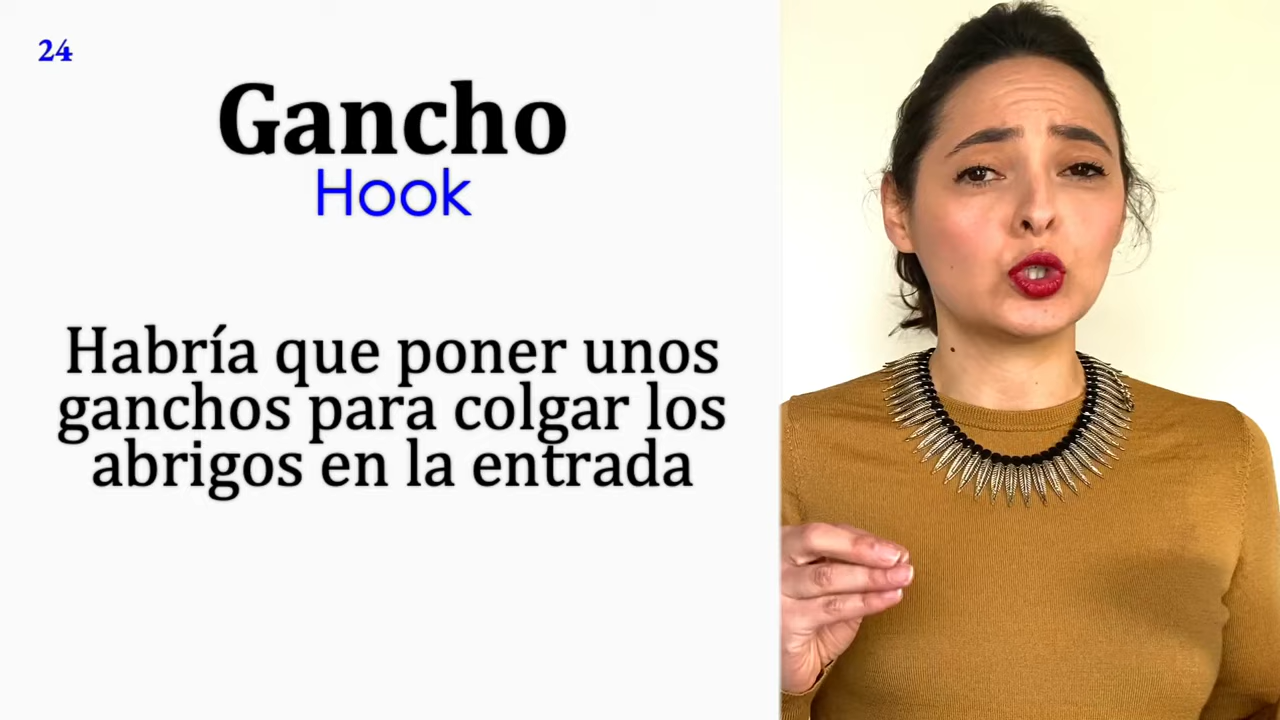 24
Gancho
Hook
Habría que poner unos
ganchos para colgar los
abrigos en la entrada